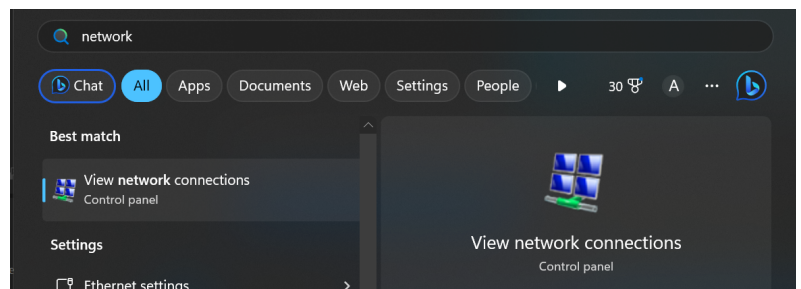 network
Chat All Apps Documents Web Settings People 30 A ...
Best match
View network connections
Control panel
Settings
Ethernet settings
View network connections
Control panel